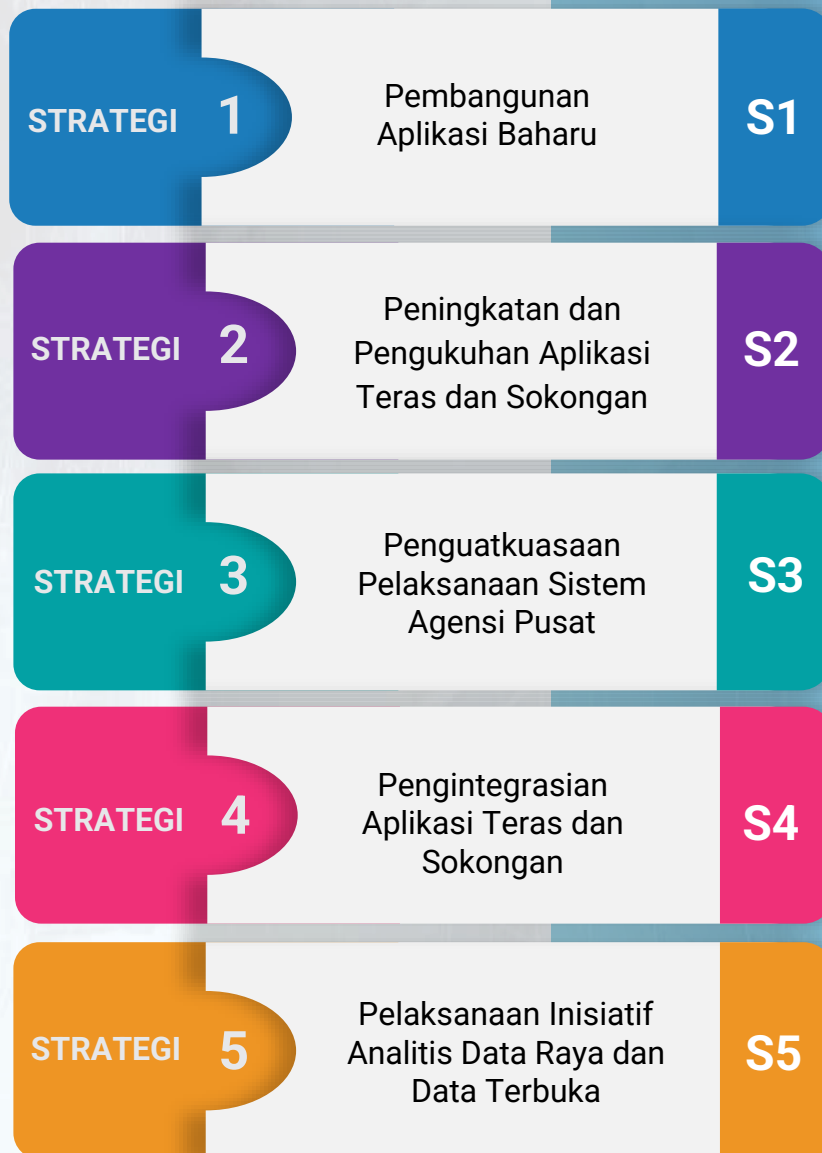 STRATEGI 1
Pembangunan
Aplikasi Baharu
S1
STRATEGI 2
Peningkatan dan
Pengukuhan Aplikasi
Teras dan Sokongan
S2
STRATEGI 3
Penguatkuasaan
Pelaksanaan Sistem
Agensi Pusat
S3
STRATEGI 4
Pengintegrasian
Aplikasi Teras dan
Sokongan
S4
STRATEGI 5
Pelaksanaan Inisiatif
Analitis Data Raya dan
Data Terbuka
S5